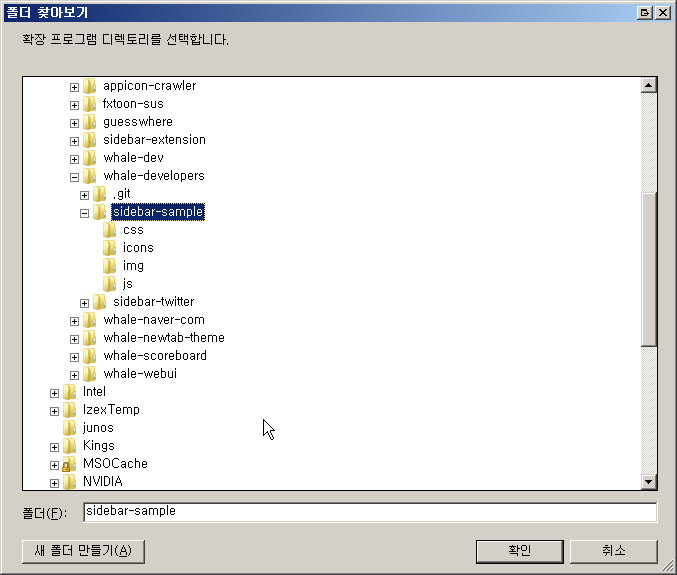 폴더 찾아보기
확장 프로그램 디렉토리를 선택합니다.
appicon-crawler
fxtoon-sus
guesswhere
sidebar-extension
whale-dev
whale-developers
.git
sidebar-sample
css
icons
img
js
sidebar-twitter
whale-naver-com
whale-newtab-theme
whale-scoreboard
whale-webui
Intel
IzexTemp
junos
Kings
MSOCache
NVIDIA
폴더(F): sidebar-sample
새 폴더 만들기(A) 확인 취소